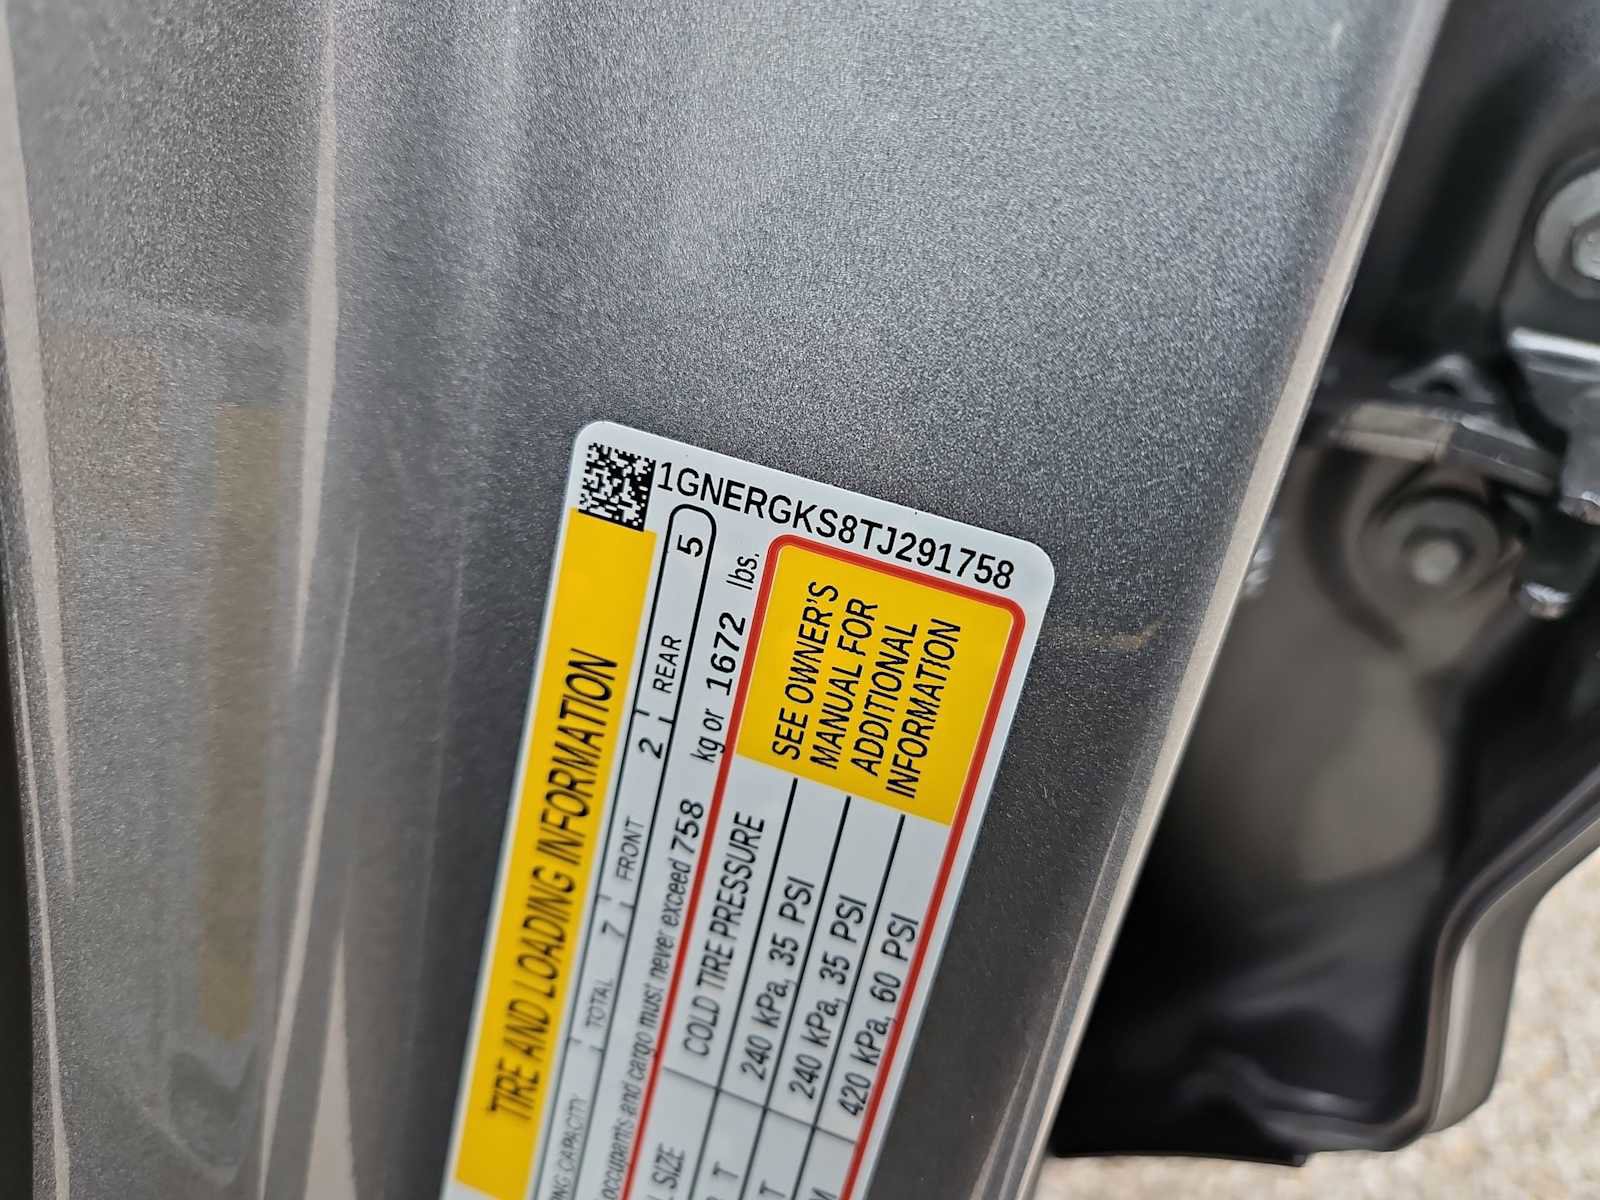 1GNERGKS8TJ291758
TIRE AND LOADING INFORMATION
CAPACITY TOTAL 7 FRONT 2 REAR 5
occupants and cargo must never exceed 758 kg or 1672 lbs.
SIZE COLD TIRE PRESSURE
T 240 kPa, 35 PSI
T 240 kPa, 35 PSI
420 kPa, 60 PSI
SEE OWNER'S
MANUAL FOR
ADDITIONAL
INFORMATION